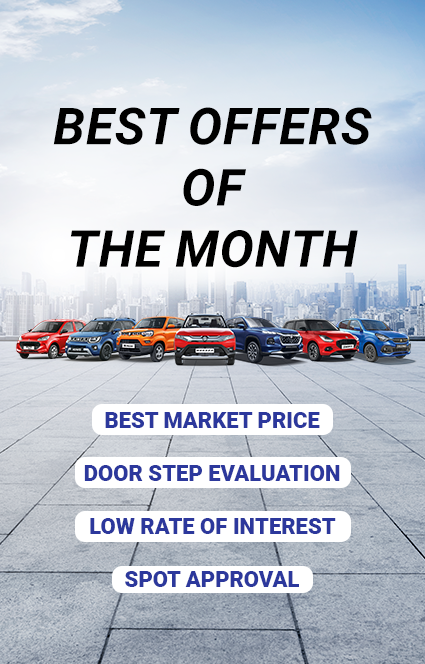 BEST OFFERS
OF
THE MONTH
BEST MARKET PRICE
DOOR STEP EVALUATION
LOW RATE OF INTEREST
SPOT APPROVAL